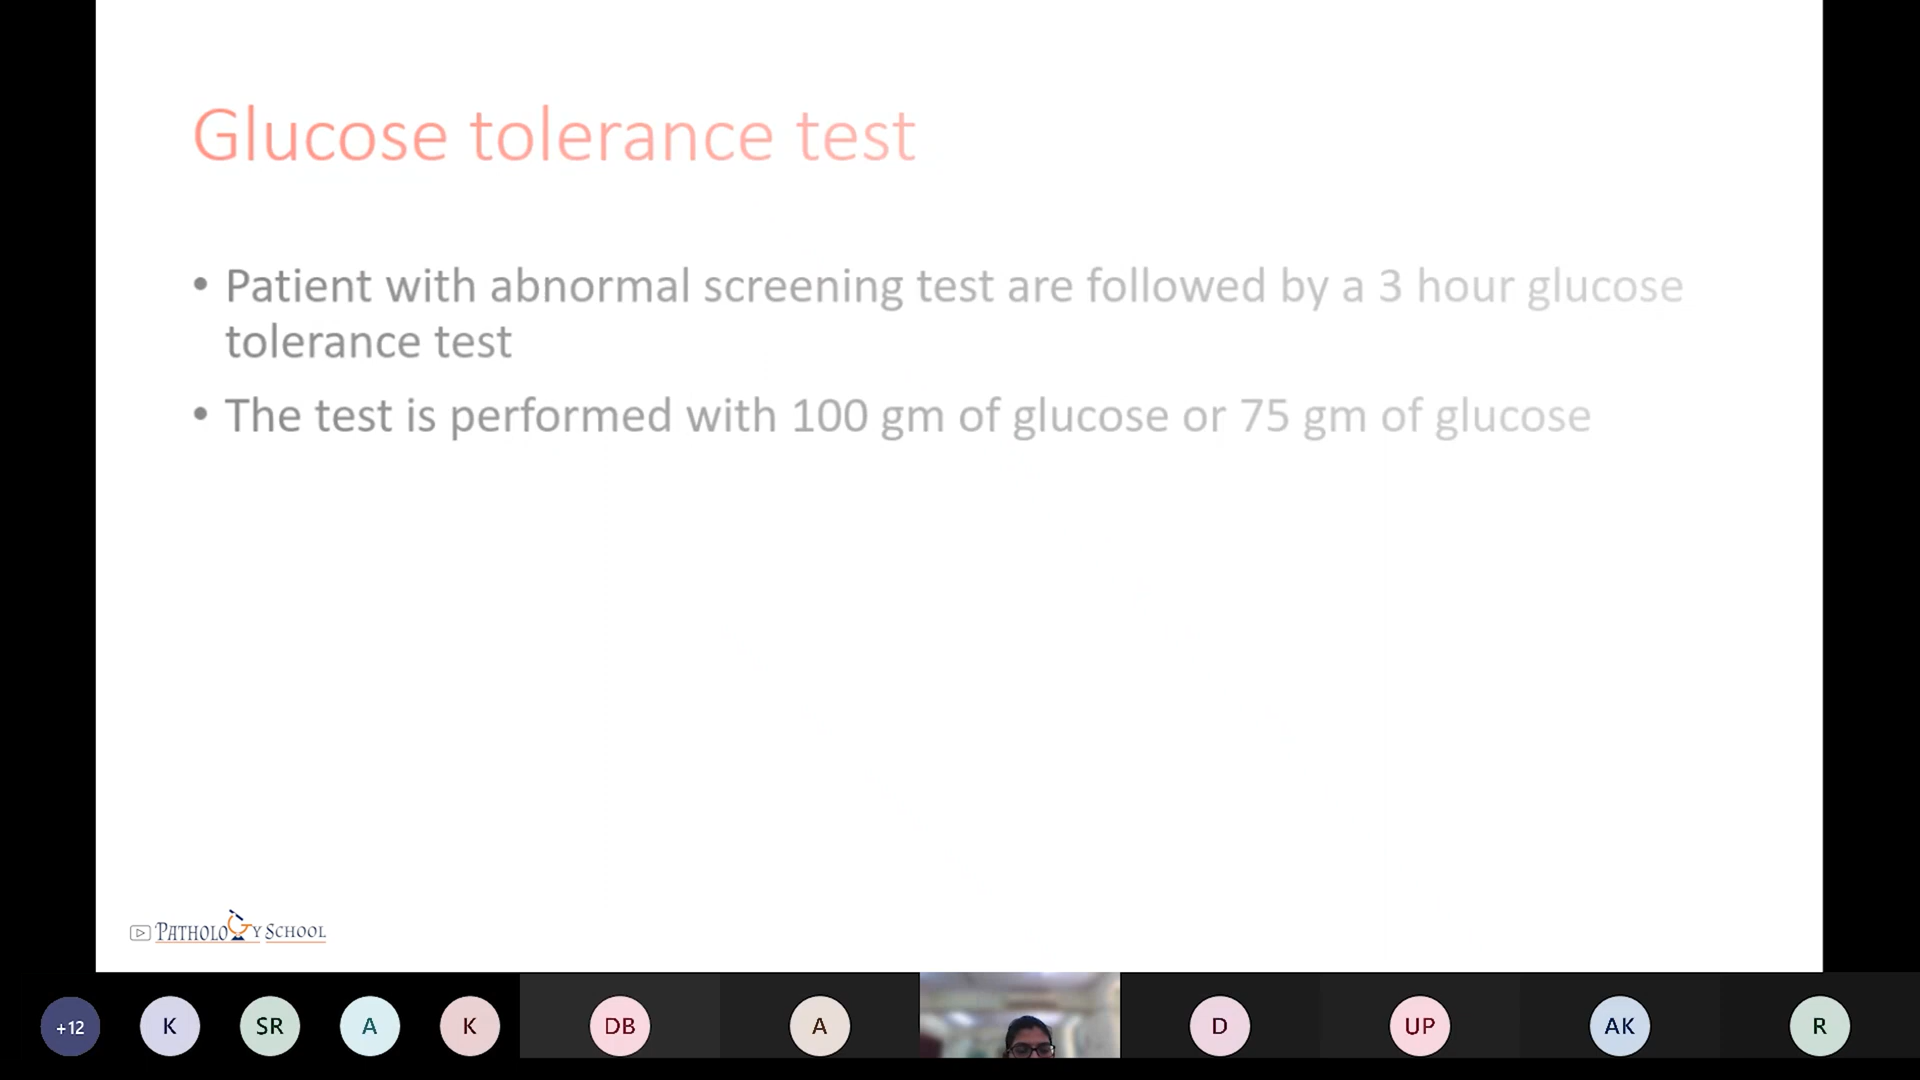 Glucose tolerance test
• Patient with abnormal screening test are followed by a 3 hour glucose
tolerance test
• The test is performed with 100 gm of glucose or 75 gm of glucose
PATHOLOGY SCHOOL
+12 K SR A K DB A D UP AK R